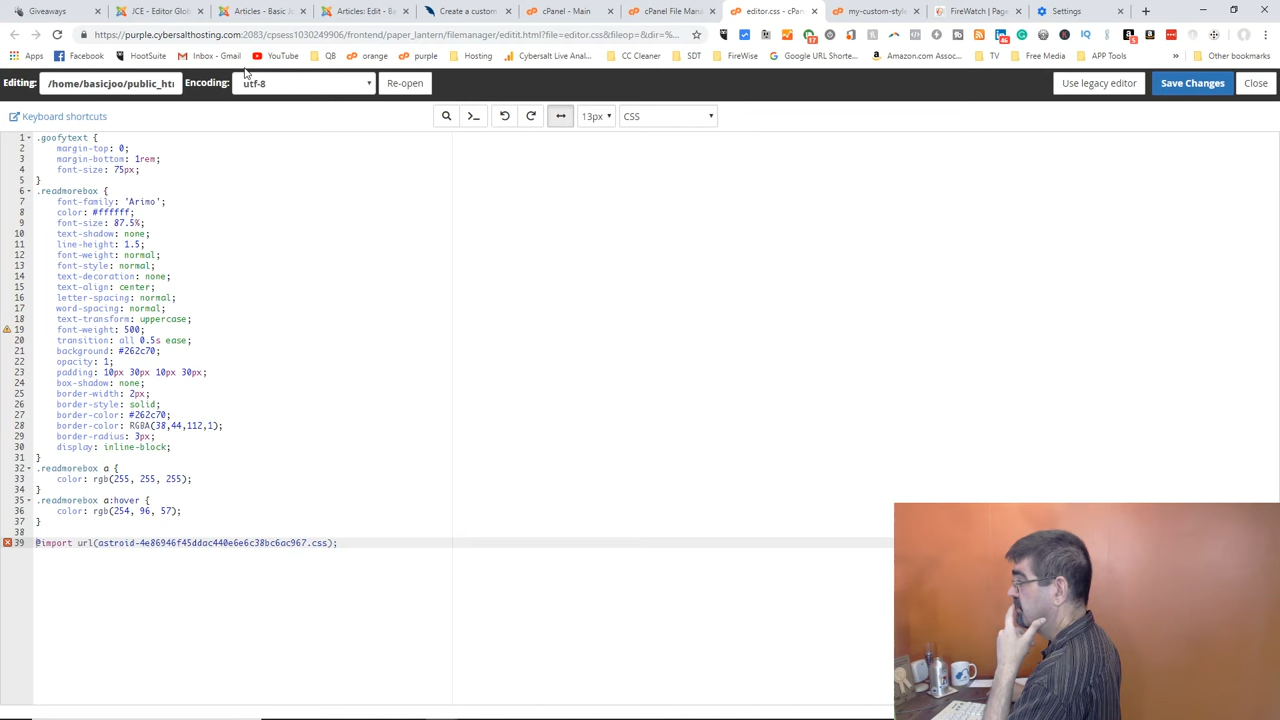 Giveaways
JCE - Editor Globa
Articles - Basic Jo
Articles: Edit - Ba
Create a custom
cPanel - Main
cPanel File Mana
editor.css - cPan
my-custom-style
FireWatch | Page
Settings
https://purple.cybersalthosting.com:2083/cpsess1030249906/frontend/paper_lantern/filemanager/editit.html?file=editor.css&fileop=&dir=%...
Apps
Facebook
HootSuite
Inbox - Gmail
YouTube
QB
orange
purple
Hosting
Cybersalt Live Anal...
CC Cleaner
SDT
FireWise
Google URL Shorte...
Amazon.com Assoc...
TV
Free Media
APP Tools
Other bookmarks
Editing:
/home/basicjoo/public_htm
Encoding:
utf-8
Re-open
Use legacy editor
Save Changes
Close
Keyboard shortcuts
13px
CSS
1 .goofytext {
2 margin-top: 0;
3 margin-bottom: 1rem;
4 font-size: 75px;
5 }
6 .readmorebox {
7 font-family: 'Arimo';
8 color: #ffffff;
9 font-size: 87.5%;
10 text-shadow: none;
11 line-height: 1.5;
12 font-weight: normal;
13 font-style: normal;
14 text-decoration: none;
15 text-align: center;
16 letter-spacing: normal;
17 word-spacing: normal;
18 text-transform: uppercase;
19 font-weight: 500;
20 transition: all 0.5s ease;
21 background: #262c70;
22 opacity: 1;
23 padding: 10px 30px 10px 30px;
24 box-shadow: none;
25 border-width: 2px;
26 border-style: solid;
27 border-color: #262c70;
28 border-color: RGBA(38,44,112,1);
29 border-radius: 3px;
30 display: inline-block;
31 }
32 .readmorebox a {
33 color: rgb(255, 255, 255);
34 }
35 .readmorebox a:hover {
36 color: rgb(254, 96, 57);
37 }
38
39 @import url(astroid-4e86946f45ddac440e6e6c38bc6ac967.css);